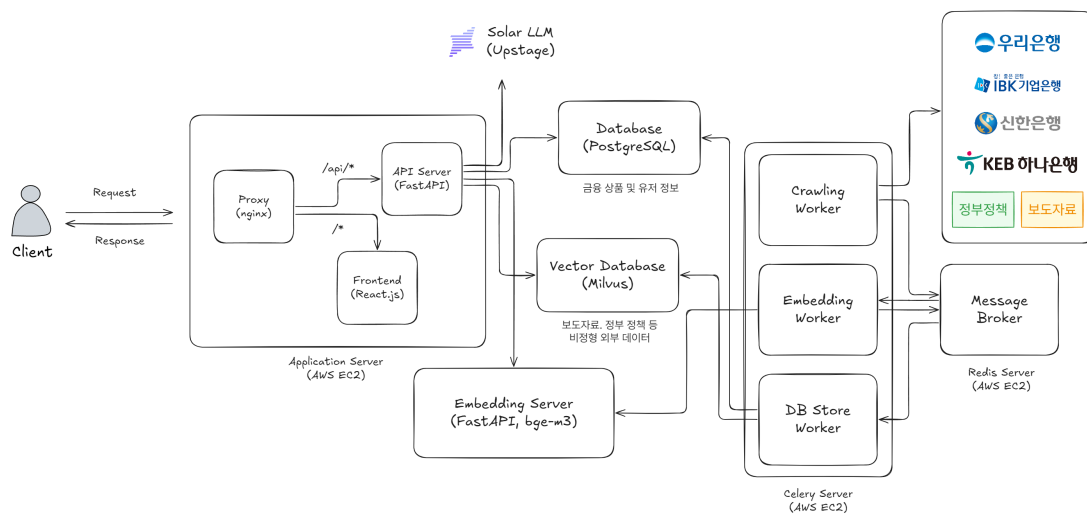 Solar LLM
(Upstage)
Client
Request
Response
Proxy
(nginx)
/api/*
/*
API Server
(FastAPI)
Frontend
(React.js)
Application Server
(AWS EC2)
Database
(PostgreSQL)
금융 상품 및 유저 정보
Vector Database
(Milvus)
보도자료, 정부 정책 등
비정형 외부 데이터
Embedding Server
(FastAPI, bge-m3)
Crawling
Worker
Embedding
Worker
DB Store
Worker
Celery Server
(AWS EC2)
우리은행
참! 좋은 은행
IBK기업은행
신한은행
KEB 하나은행
정부정책
보도자료
Message
Broker
Redis Server
(AWS EC2)